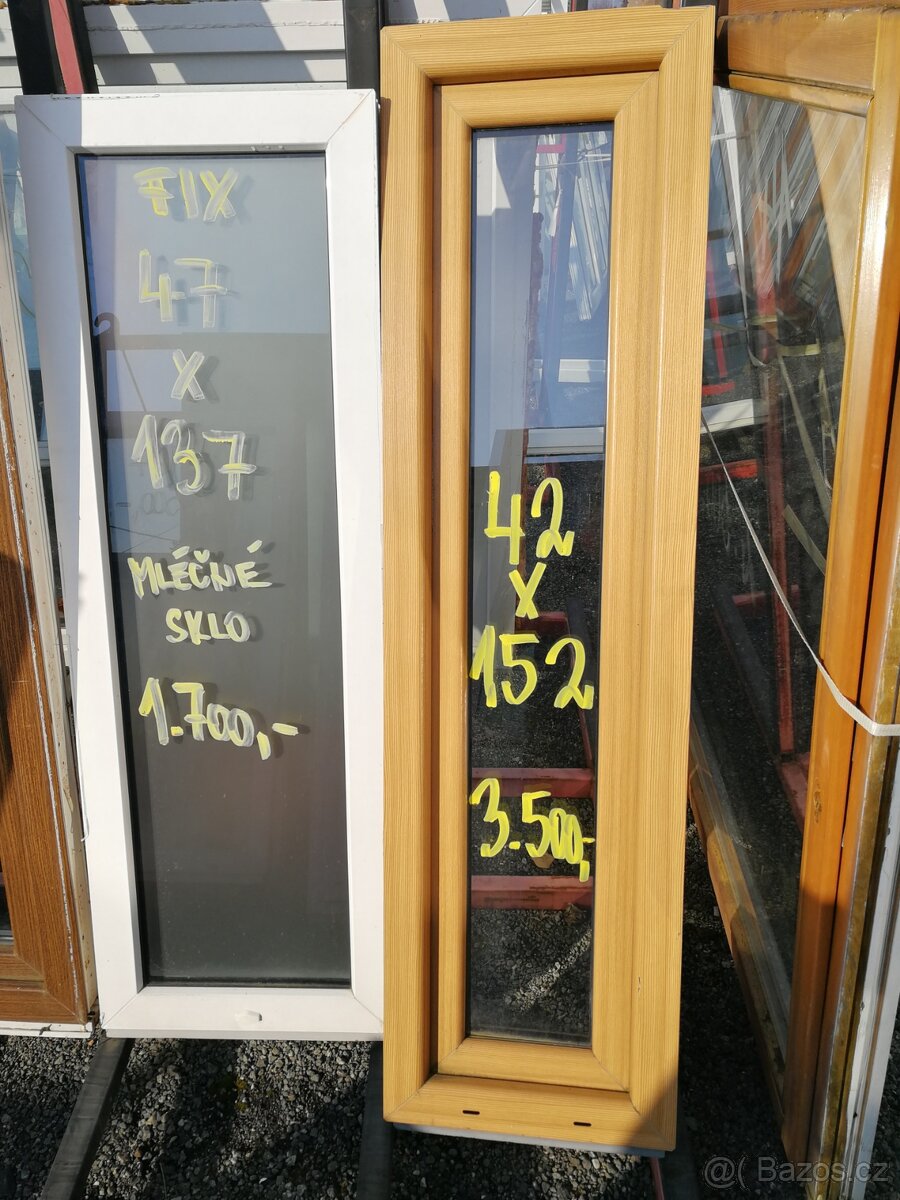 FIX
47
X
137
MLÉČNÉ
SKLO
1.700,-
42
X
152
3.500,-
@( Bazos.cz